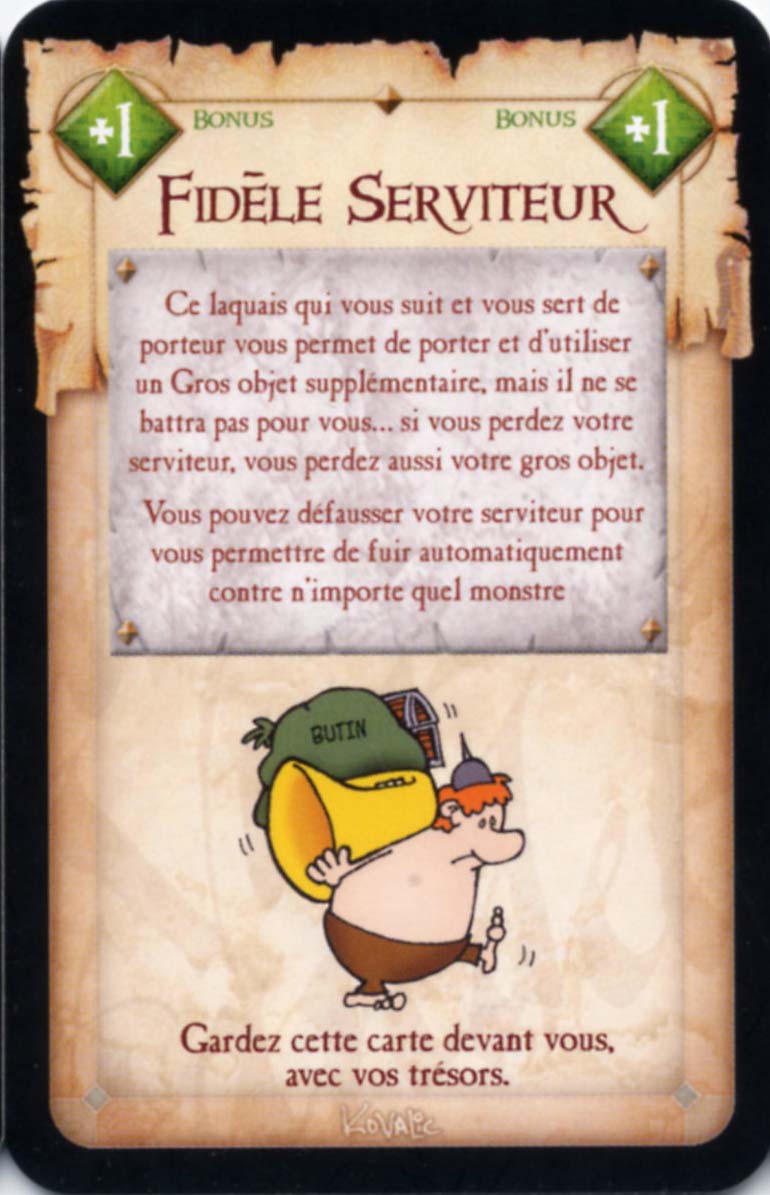 +1 BONUS BONUS +1
FIDÈLE SERVITEUR
Ce laquais qui vous suit et vous sert de
porteur vous permet de porter et d'utiliser
un Gros objet supplémentaire, mais il ne se
battra pas pour vous... si vous perdez votre
serviteur, vous perdez aussi votre gros objet.
Vous pouvez défausser votre serviteur pour
vous permettre de fuir automatiquement
contre n'importe quel monstre
BUTIN
Gardez cette carte devant vous,
avec vos trésors.
KOVALIC